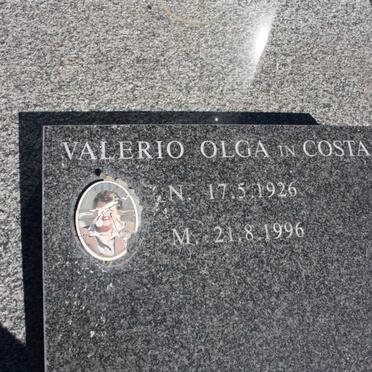 VALERIO OLGA IN COSTA
N. 17.5.1926
M. 21.8.1996